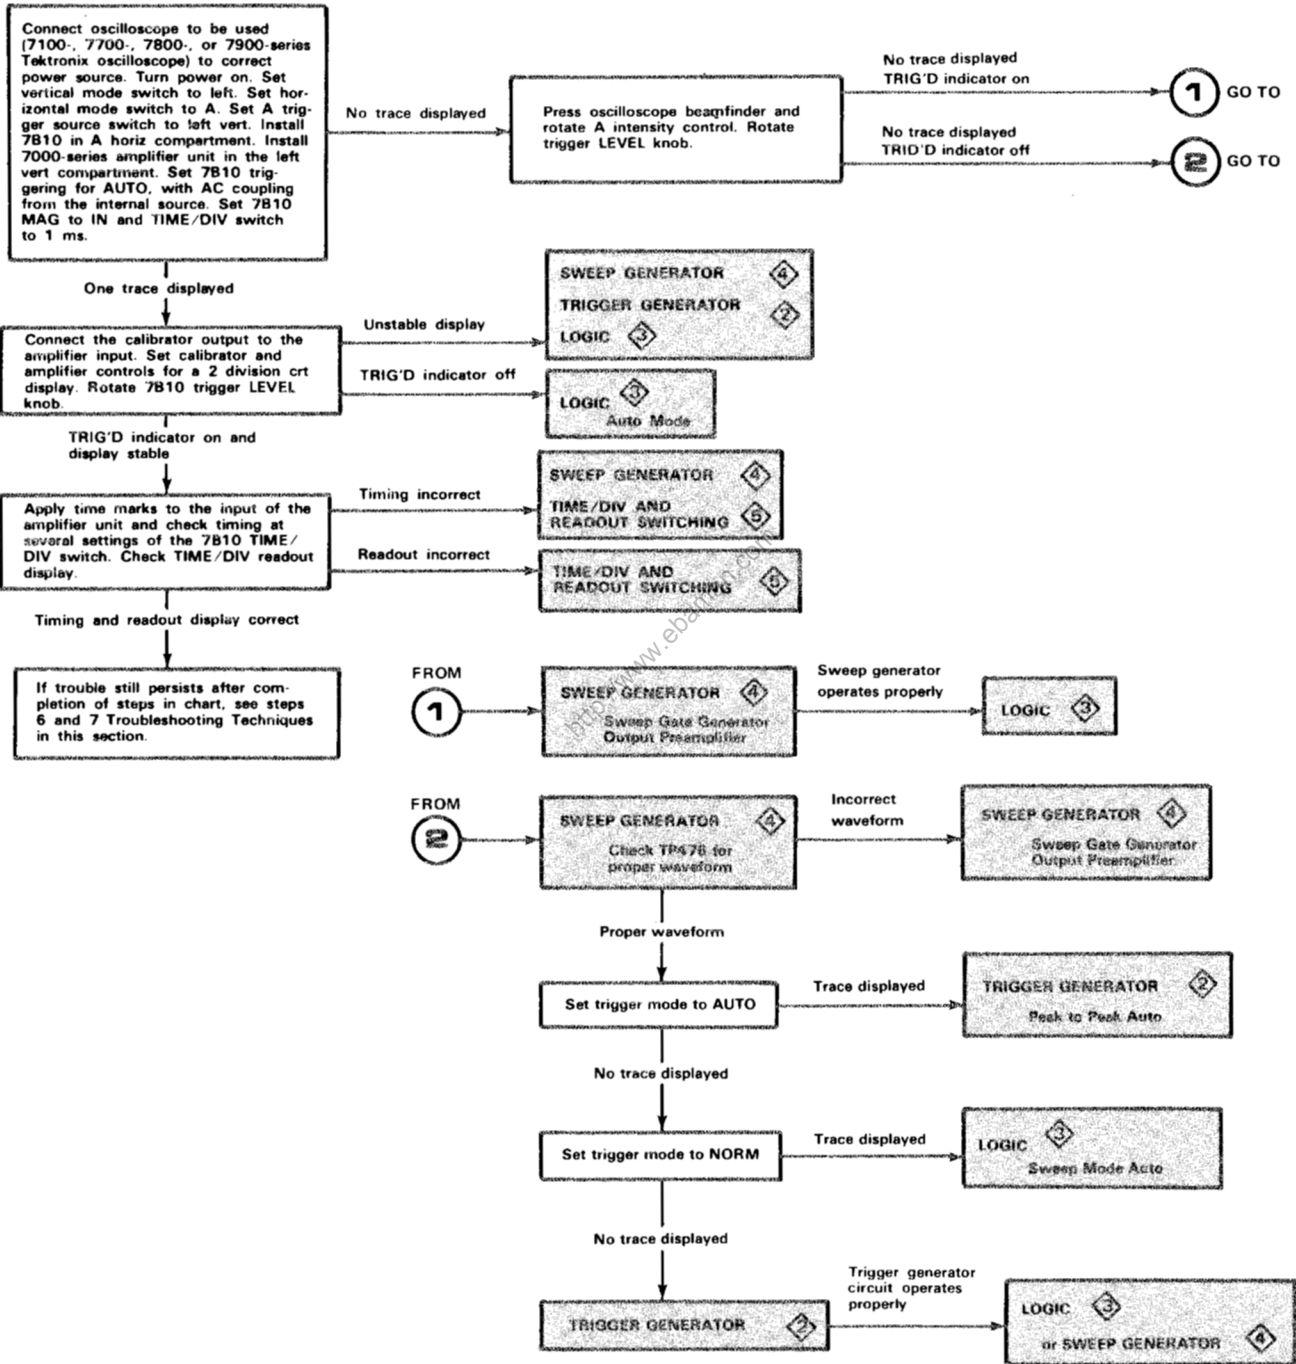 Connect oscilloscope to be used
(7100-, 7700-, 7800-, or 7900-series
Tektronix oscilloscope) to correct
power source. Turn power on. Set
vertical mode switch to left. Set hor-
izontal mode switch to A. Set A trig-
ger source switch to left vert. Install
7B10 in A horiz compartment. Install
7000-series amplifier unit in the left
vert compartment. Set 7B10 trig-
gering for AUTO, with AC coupling
from the internal source. Set 7B10
MAG to IN and TIME/DIV switch
to 1 ms.
No trace displayed
Press oscilloscope beamfinder and
rotate A intensity control. Rotate
trigger LEVEL knob.
No trace displayed
TRIG'D indicator on
1 GO TO
No trace displayed
TRID'D indicator off
2 GO TO
One trace displayed
Connect the calibrator output to the
amplifier input. Set calibrator and
amplifier controls for a 2 division crt
display. Rotate 7B10 trigger LEVEL
knob.
Unstable display
SWEEP GENERATOR 4
TRIGGER GENERATOR 2
LOGIC 3
TRIG'D indicator off
LOGIC 3
Auto Mode
TRIG'D indicator on and
display stable
Apply time marks to the input of the
amplifier unit and check timing at
several settings of the 7B10 TIME/
DIV switch. Check TIME/DIV readout
display.
Timing incorrect
SWEEP GENERATOR 4
TIME/DIV AND
READOUT SWITCHING 5
Readout incorrect
TIME/DIV AND
READOUT SWITCHING 5
Timing and readout display correct
If trouble still persists after com-
pletion of steps in chart, see steps
6 and 7 Troubleshooting Techniques
in this section.
FROM
1
SWEEP GENERATOR 4
Sweep Gate Generator
Output Preamplifier
Sweep generator
operates properly
LOGIC 3
FROM
2
SWEEP GENERATOR 4
Check TP476 for
proper waveform
Incorrect
waveform
SWEEP GENERATOR 4
Sweep Gate Generator
Output Preamplifier
Proper waveform
Set trigger mode to AUTO
Trace displayed
TRIGGER GENERATOR 2
Peak to Peak Auto
No trace displayed
Set trigger mode to NORM
Trace displayed
LOGIC 3
Sweep Mode Auto
No trace displayed
TRIGGER GENERATOR 2
Trigger generator
circuit operates
properly
LOGIC 3
or SWEEP GENERATOR 4